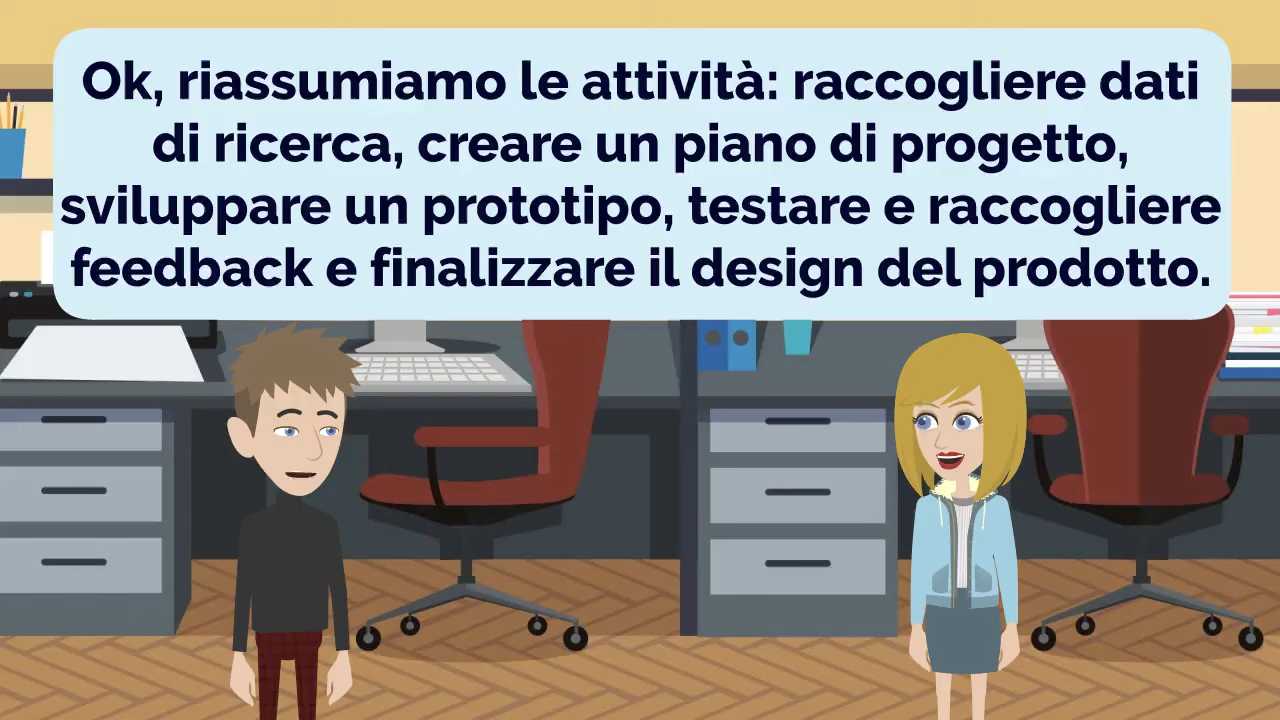 Ok, riassumiamo le attività: raccogliere dati
di ricerca, creare un piano di progetto,
sviluppare un prototipo, testare e raccogliere
feedback e finalizzare il design del prodotto.